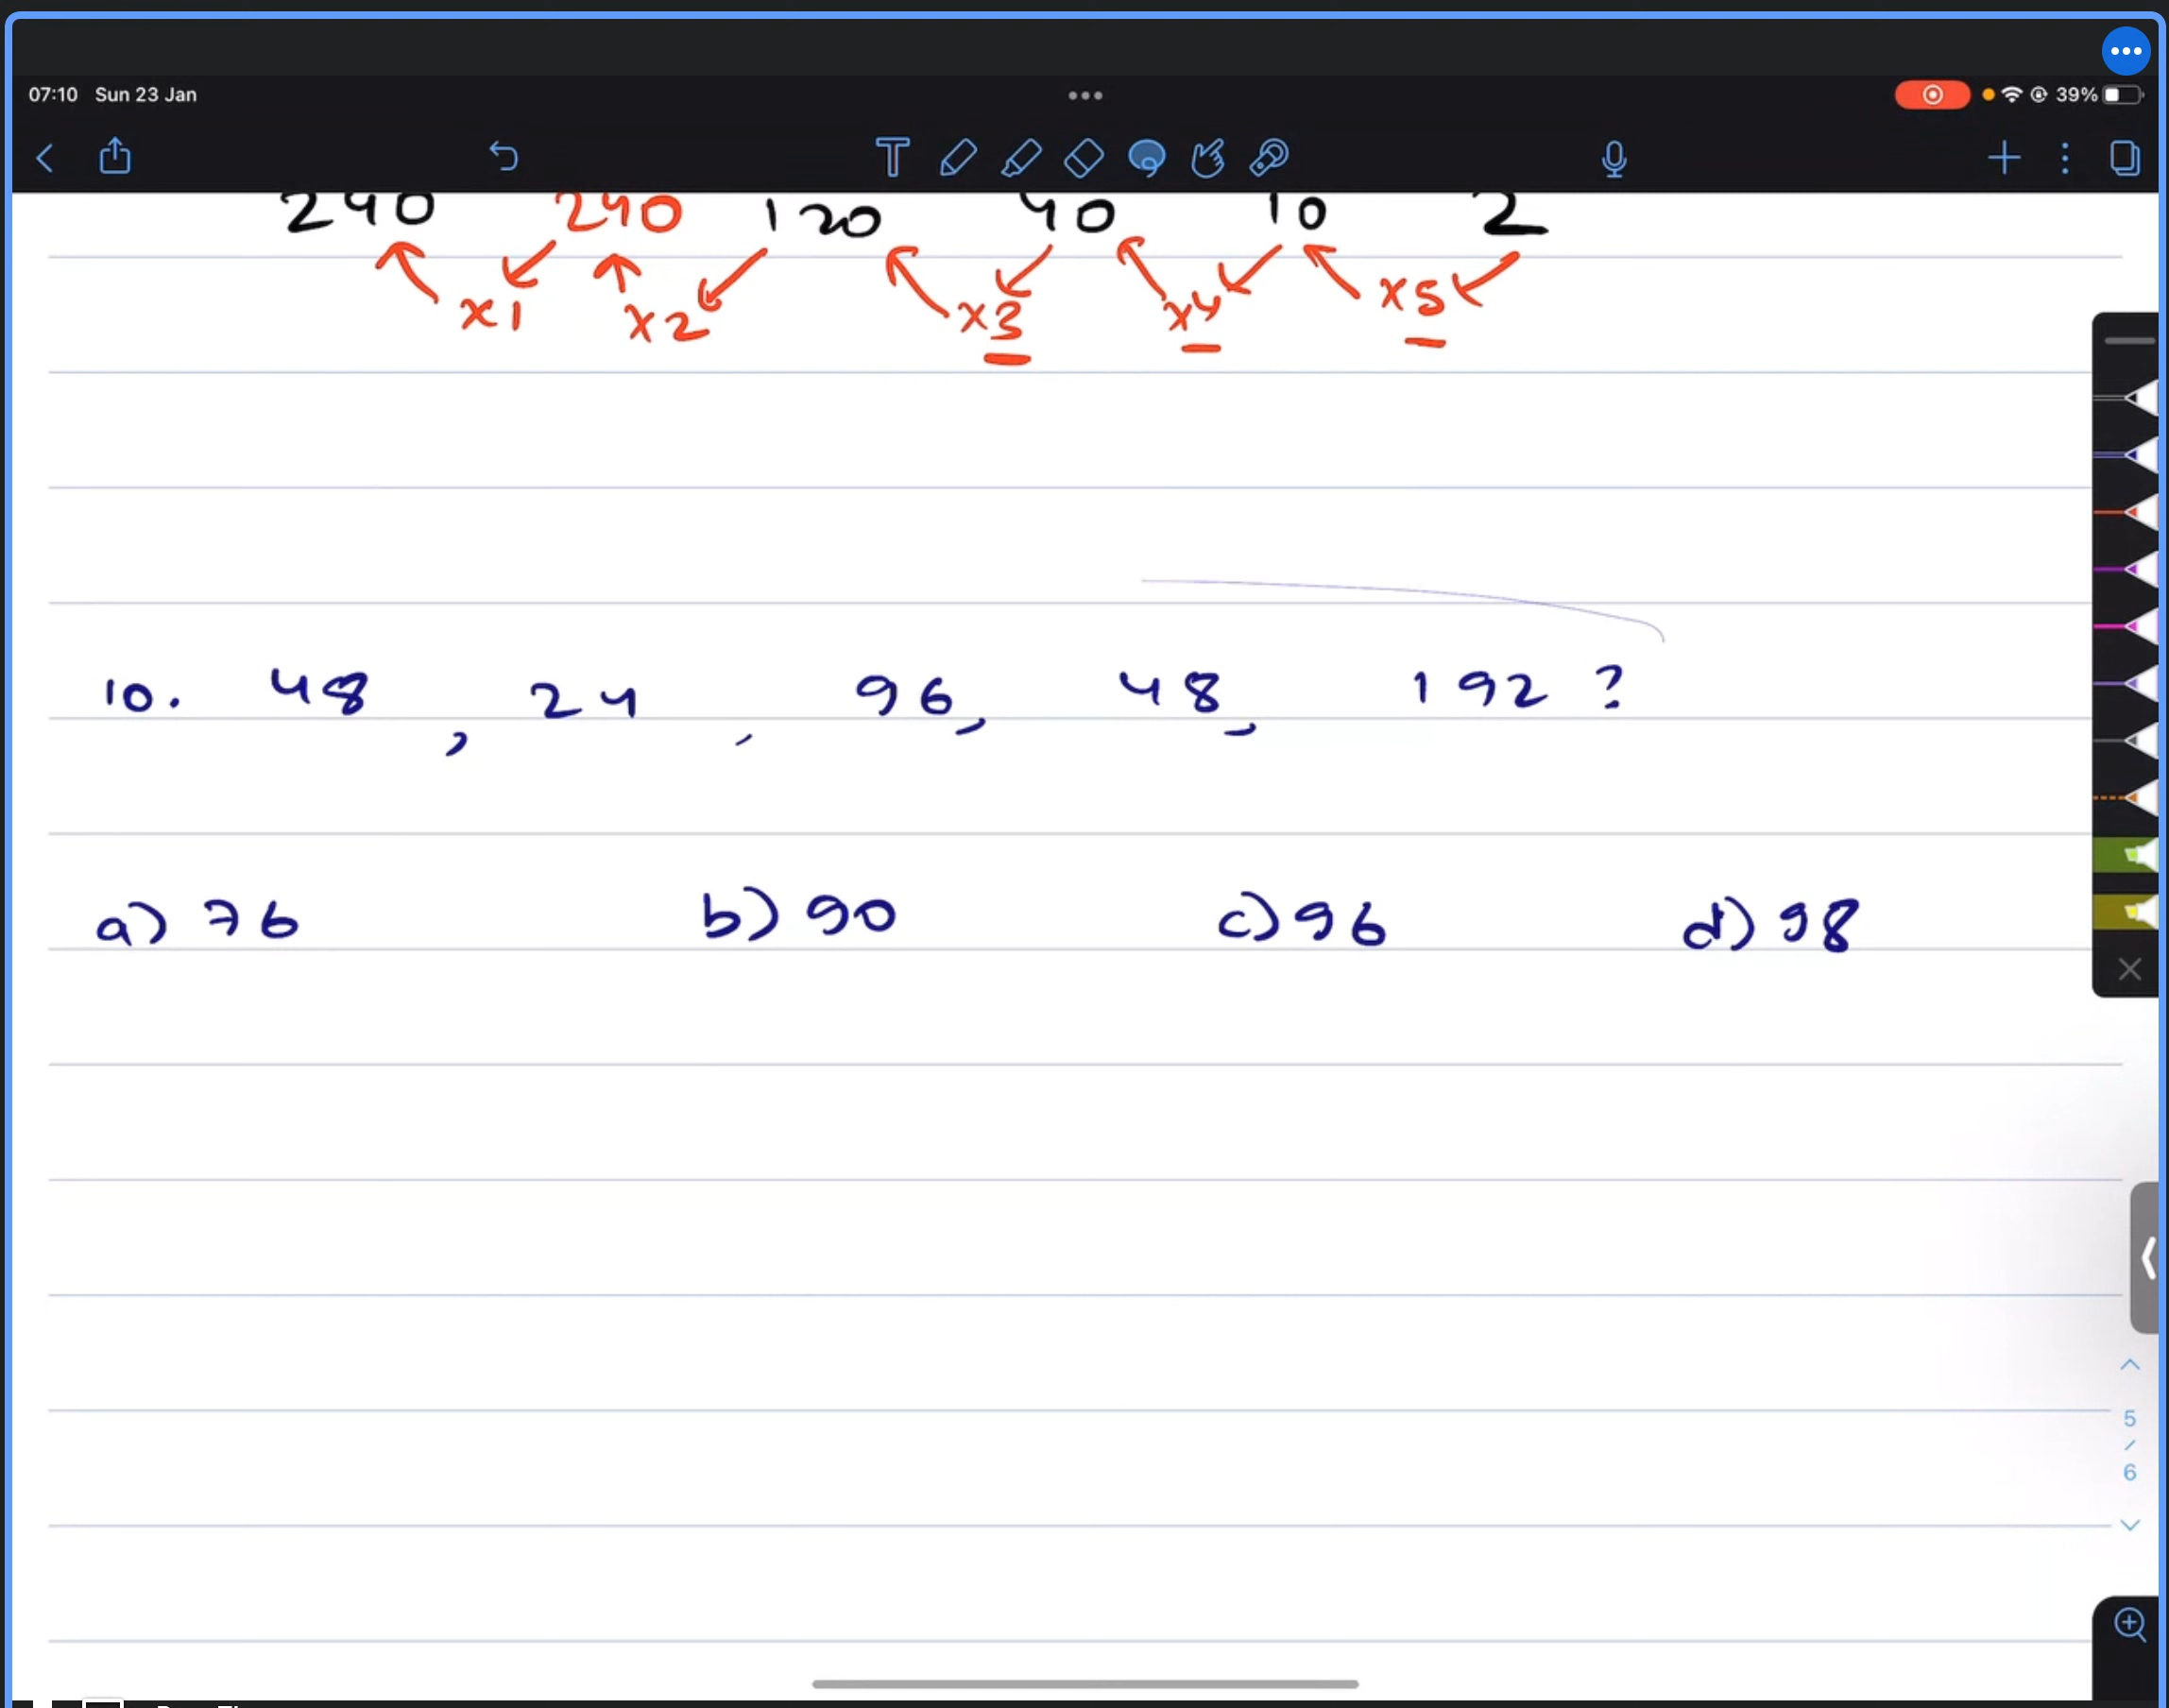 07:10 Sun 23 Jan 39%
240 240 120 40 10 2
x1 x2 x3 x4 x5
10. 48, 24, 96, 48, 192 ?
a) 76 b) 90 c) 96 d) 98
5
/
6